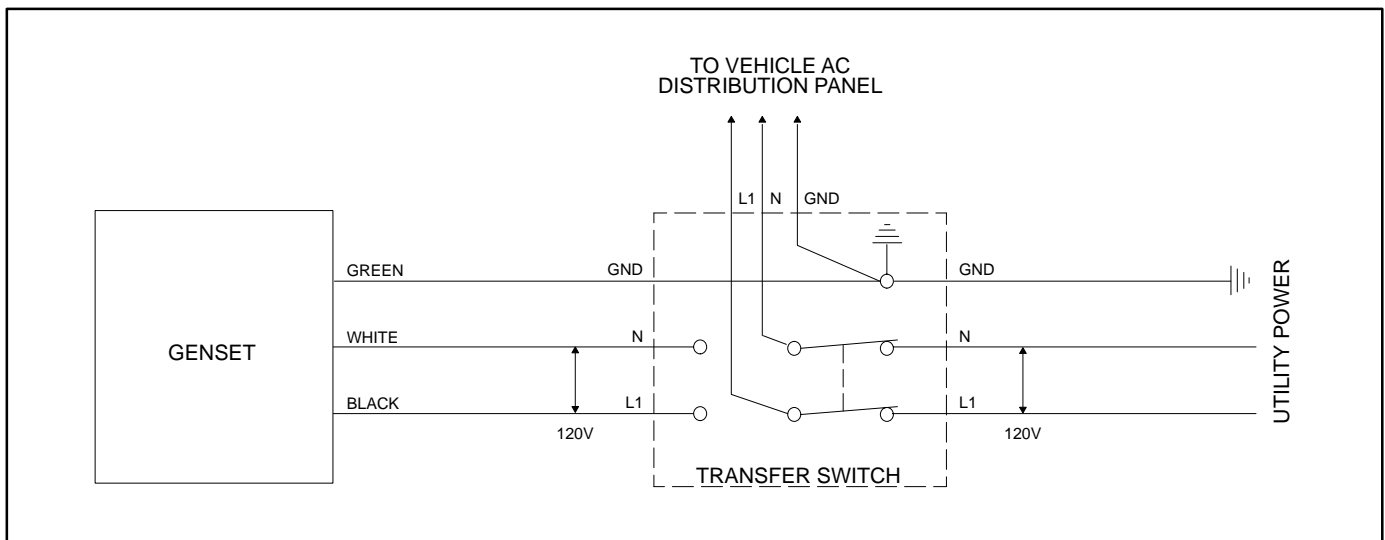 TO VEHICLE AC
DISTRIBUTION PANEL
L1 N GND
GREEN GND GND
WHITE N N
GENSET
BLACK L1 L1
120V 120V
TRANSFER SWITCH
UTILITY POWER